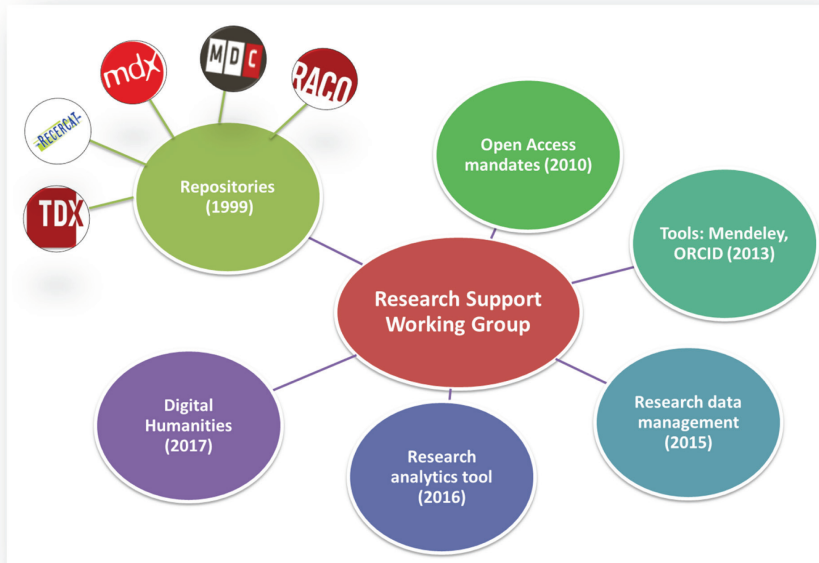 mdx
MDC
RACO
-RECERCAT-
TDX
Repositories
(1999)
Open Access
mandates (2010)
Tools: Mendeley,
ORCID (2013)
Research Support
Working Group
Digital
Humanities
(2017)
Research
analytics tool
(2016)
Research data
management
(2015)